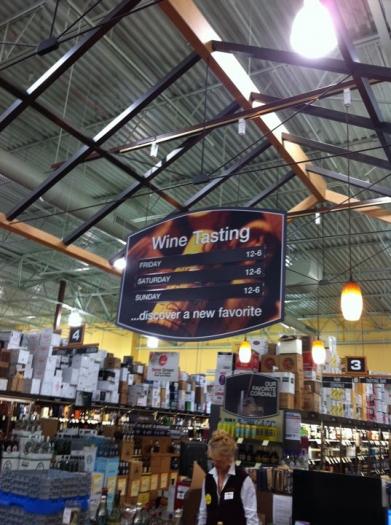 Wine Tasting
FRIDAY 12-6
SATURDAY 12-6
SUNDAY 12-6
...discover a new favorite
4
3
OUR
FAVORITE
CORDIALS